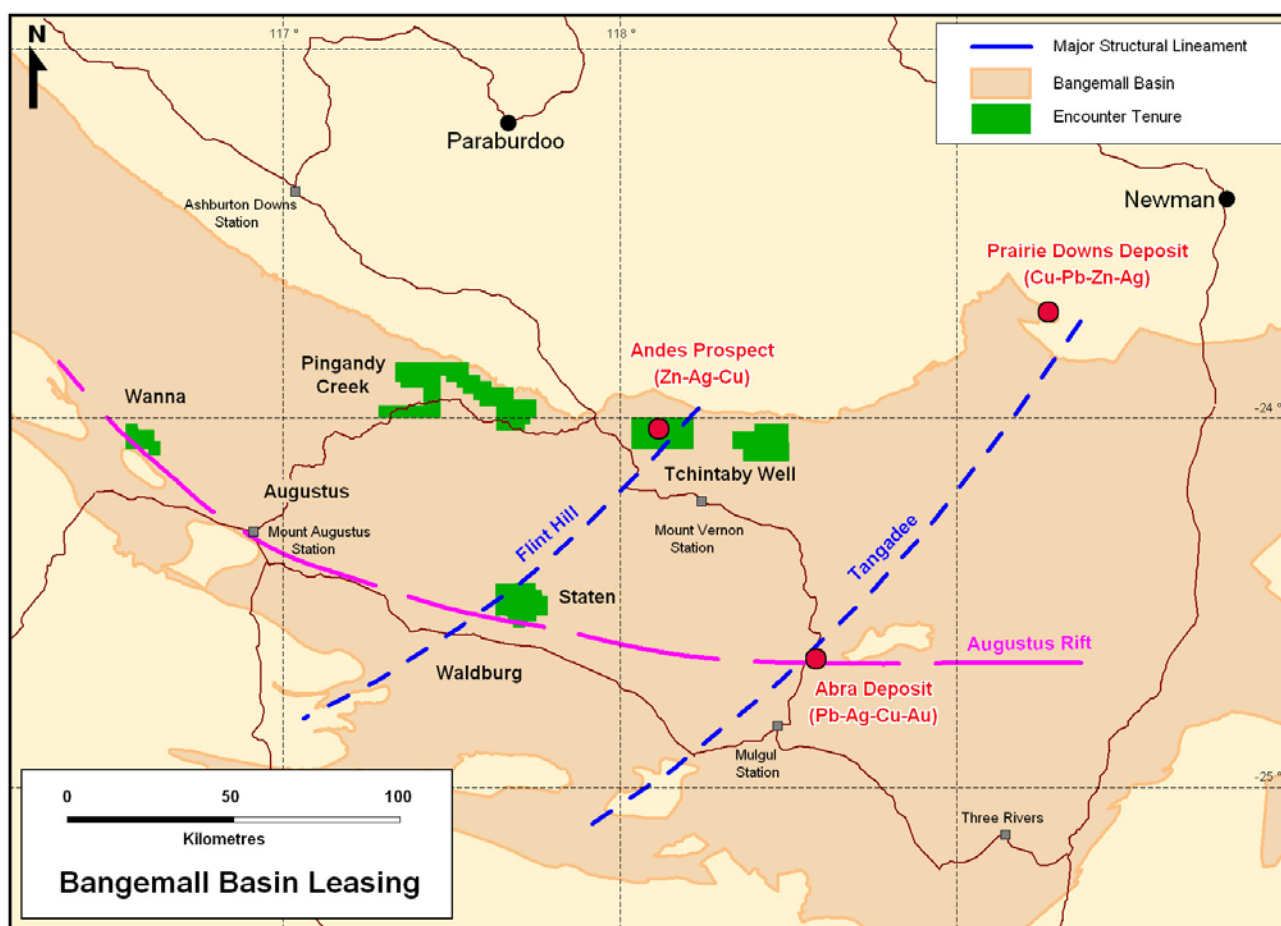 N
117 °
118 °
Major Structural Lineament
Bangemall Basin
Encounter Tenure
Paraburdoo
Ashburton Downs
Station
Newman
Prairie Downs Deposit
(Cu-Pb-Zn-Ag)
Pingandy
Creek
Andes Prospect
(Zn-Ag-Cu)
Wanna
-24 °
Tchintaby Well
Augustus
Mount Augustus
Station
Flint Hill
Mount Vernon
Station
Tangadee
Staten
Augustus Rift
Waldburg
Abra Deposit
(Pb-Ag-Cu-Au)
Mulgul
Station
-25 °
Three Rivers
0 50 100
Kilometres
Bangemall Basin Leasing